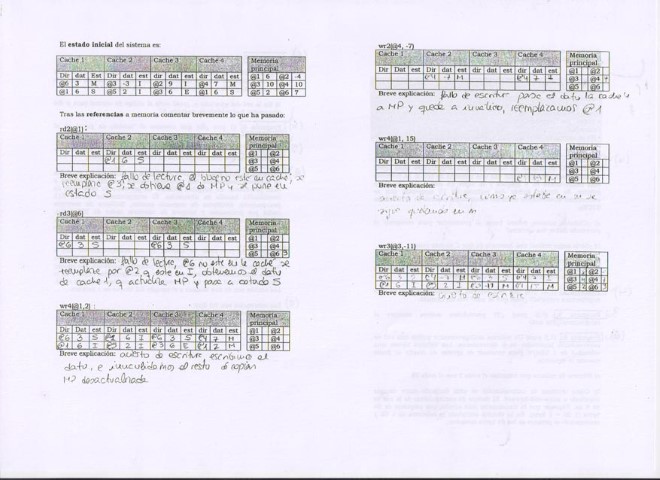 El estado inicial del sistema es:
Cache 1 Cache 2 Cache 3 Cache 4 Memoria principal
Dir dat Est Dir dat est dir dat est dir dat est @1 6 @2 -4
@6 3 M @3 -3 I @2 9 I @4 7 M @3 10 @4 10
@1 6 S @5 2 I @3 6 E @1 6 S @5 2 @6 7
Tras las referencias a memoria comentar brevemente lo que ha pasado:
rd2(@1):
Cache 1 Cache 2 Cache 3 Cache 4 Memoria principal
Dir dat est Dir dat est dir dat est dir dat est @1 @2
@1 6 S @3 @4
@5 @6
Breve explicación: fallo de lectura, el bloque no este en cache, se
remplaza @3, se obtiene @1 de MP y se pone en
estado S
rd3(@6)
Cache 1 Cache 2 Cache 3 Cache 4 Memoria principal
Dir dat est Dir dat est dir dat est dir dat est @1 @2
@6 3 S @6 3 S @3 @4
@5 @6 3
Breve explicación: fallo de lectura, @6 no este en la cache se
remplaza por @2 q este en I, obtenemos el dato
de cache 1, q actualiza MP y pasa a estado S
wr4(@1,2) :
Cache 1 Cache 2 Cache 3 Cache 4 Memoria principal
Dir Dat est Dir dat est dir dat est dir dat est @1 @2
@6 3 S @1 6 I @6 3 S @4 7 M @3 @4
@1 6 I @5 2 I @3 6 E @1 2 M @5 @6
Breve explicación: acierto de escritura escribimos el
dato, e invalidamos el resto de copias
MP desactualizada
wr2(@4, -7)
Cache 1 Cache 2 Cache 3 Cache 4 Memoria principal
Dir Dat est Dir dat est dir dat est dir dat est @1 @2
@4 -7 M @4 7 I @3 @4 7
@5 @6
Breve explicación: fallo de escritura pasa el dato la cache 4
a MP y queda a invalido, reemplazamos @1
wr4(@1, 15)
Cache 1 Cache 2 Cache 3 Cache 4 Memoria principal
Dir dat est Dir dat est dir dat est dir dat est @1 @2
@3 @4
@1 15 M @5 @6
Breve explicación:
acierto de escritura, como ya estaba en M se
sigue quedando en M
wr3(@3,-11)
Cache 1 Cache 2 Cache 3 Cache 4 Memoria principal
Dir dat est Dir dat est dir dat est dir dat est @1 @2
@6 3 S @4 -7 M @6 3 S @3 @4
@1 6 I @5 2 I @3 -11 M @1 15 M @5 @6
Breve explicación: acierto de escritura